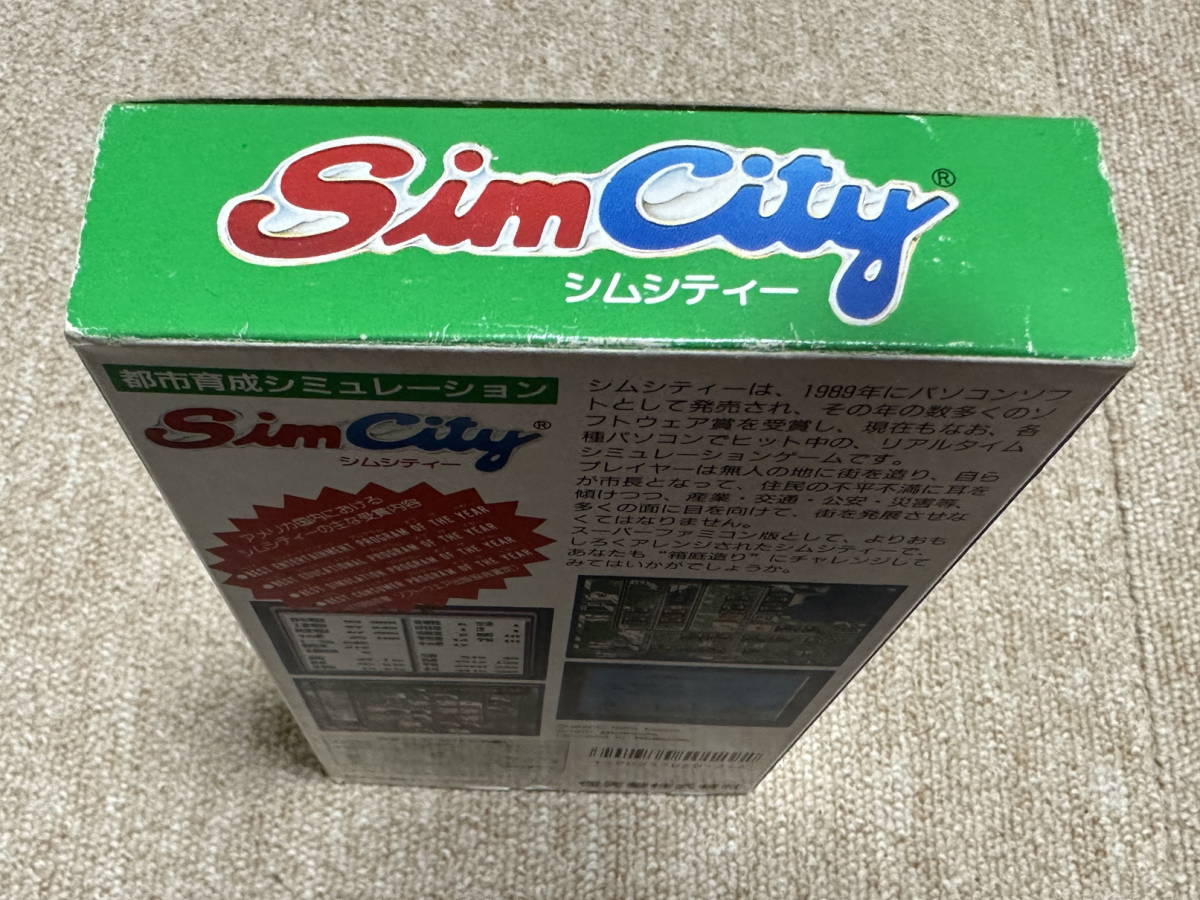 SimCity®
シムシティー
都市育成シミュレーション
SimCity®
シムシティー
アメリカ国内における
シムシティーの主な受賞内容
●BEST ENTERTAINMENT PROGRAM OF THE YEAR
●BEST EDUCATIONAL PROGRAM OF THE YEAR
●BEST SIMULATION PROGRAM OF THE YEAR
●BEST CONSUMER PROGRAM OF THE YEAR
シムシティーは、1989年にパソコンソフ
トとして発売され、その年の数多くのソ
フトウェア賞を受賞し、現在もなお、各
種パソコンでヒット中の、リアルタイム
シミュレーションゲームです。
プレイヤーは無人の地に街を造り、自ら
が市長となって、住民の不平不満に耳を
傾けつつ、産業・交通・公安・災害等、
多くの面に目を向けて、街を発展させな
くてはなりません。
スーパーファミコン版として、よりおも
しろくアレンジされたシムシティーで、
あなたも“箱庭造り”にチャレンジして
みてはいかがでしょうか。